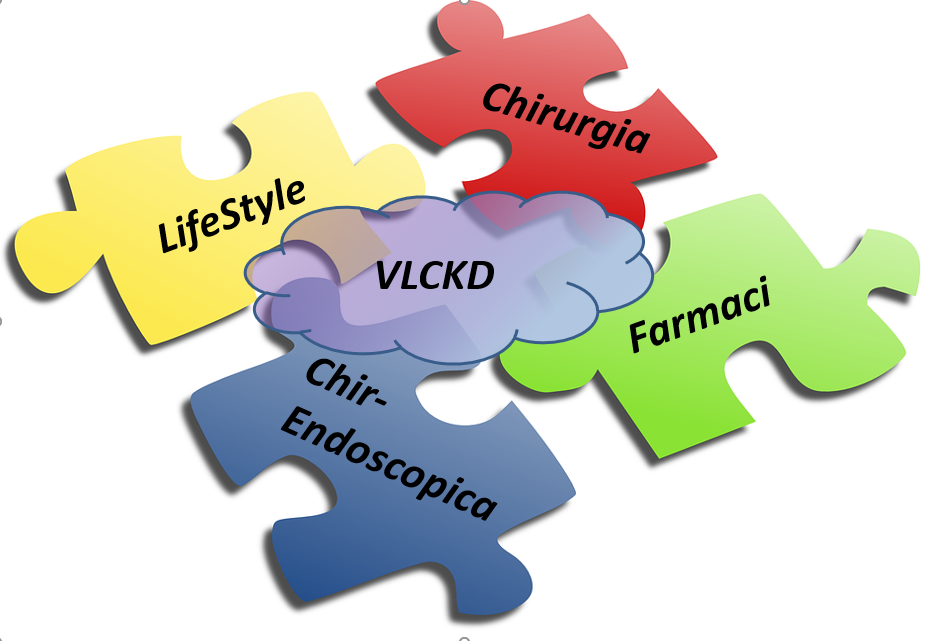 Chirurgia
LifeStyle
VLCKD
Farmaci
Chir-
Endoscopica